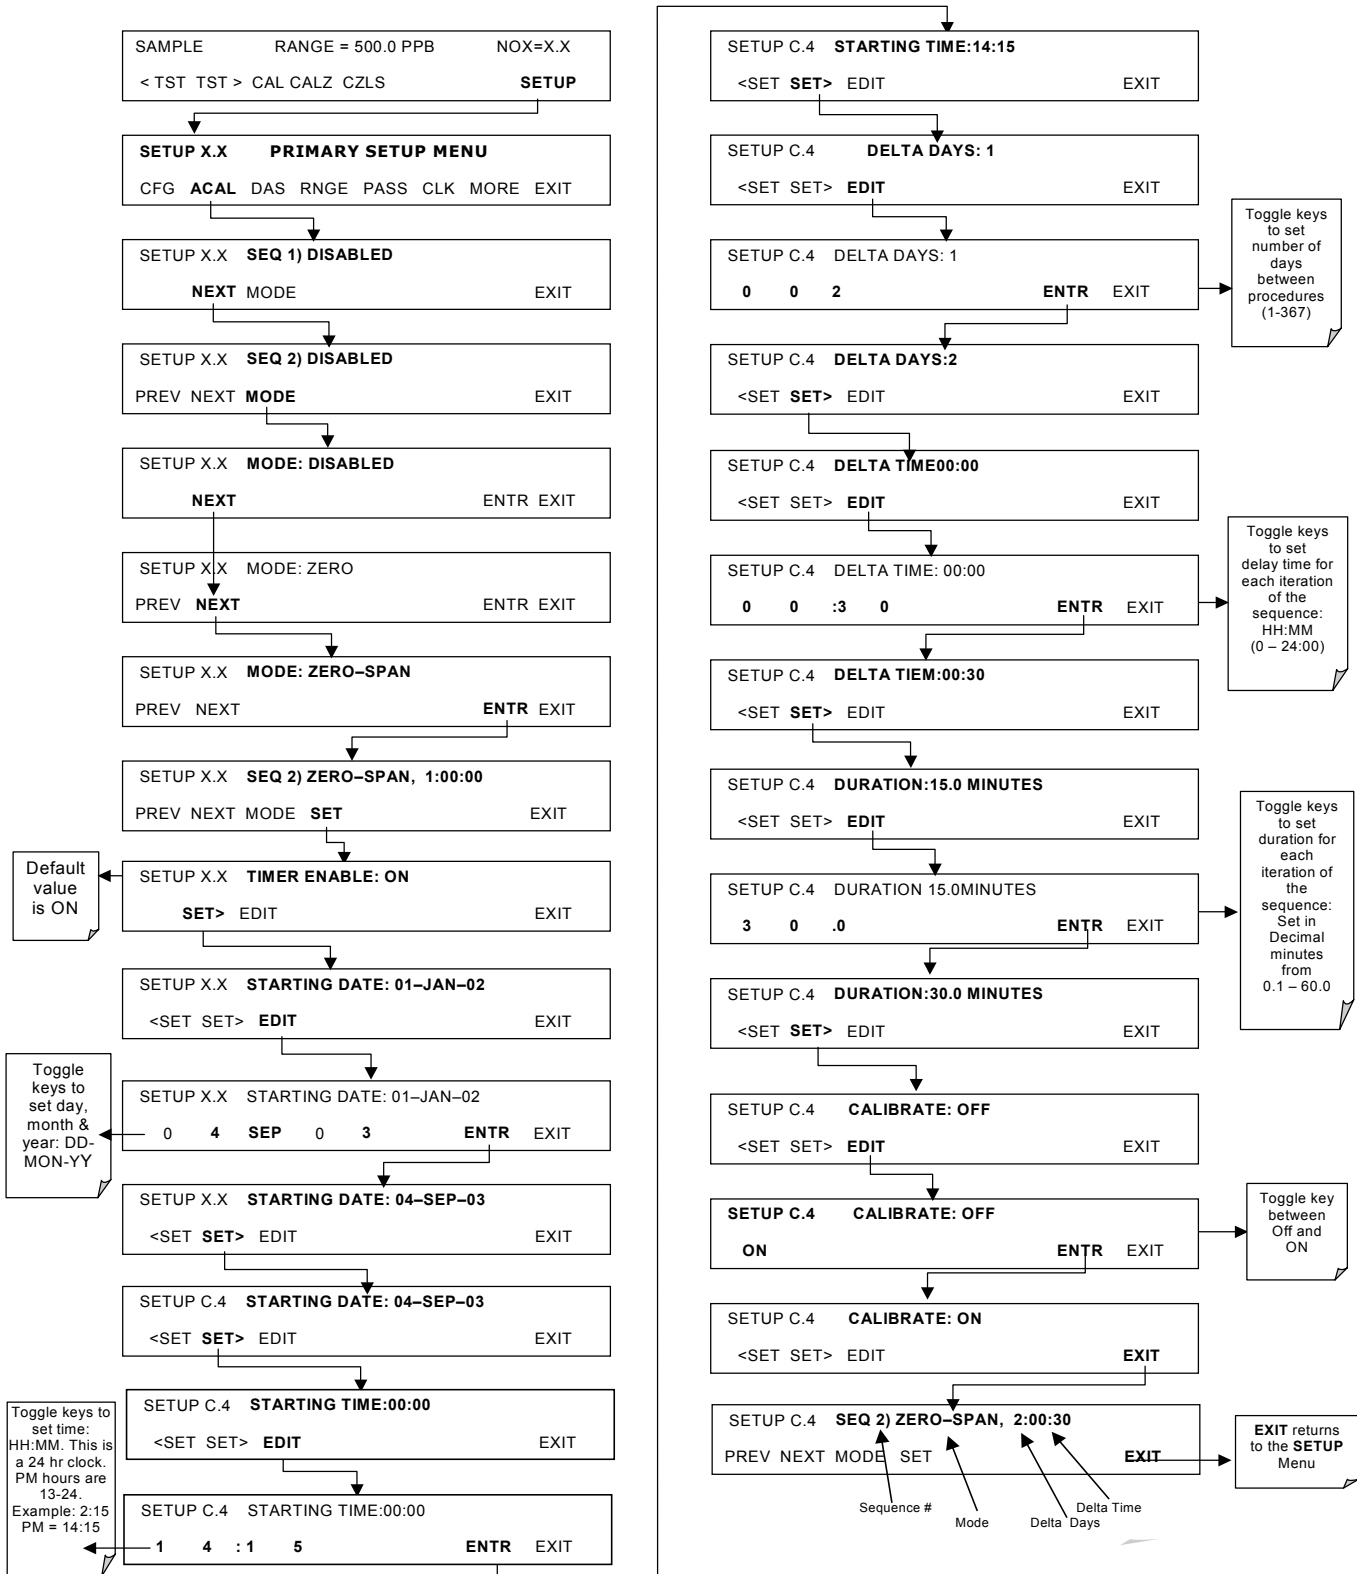 SAMPLE RANGE = 500.0 PPB NOX=X.X
< TST TST > CAL CALZ CZLS SETUP
SETUP X.X PRIMARY SETUP MENU
CFG ACAL DAS RNGE PASS CLK MORE EXIT
SETUP X.X SEQ 1) DISABLED
NEXT MODE EXIT
SETUP X.X SEQ 2) DISABLED
PREV NEXT MODE EXIT
SETUP X.X MODE: DISABLED
NEXT ENTR EXIT
SETUP X.X MODE: ZERO
PREV NEXT ENTR EXIT
SETUP X.X MODE: ZERO–SPAN
PREV NEXT ENTR EXIT
SETUP X.X SEQ 2) ZERO–SPAN, 1:00:00
PREV NEXT MODE SET EXIT
Default
value
is ON
SETUP X.X TIMER ENABLE: ON
SET> EDIT EXIT
SETUP X.X STARTING DATE: 01–JAN–02
<SET SET> EDIT EXIT
Toggle
keys to
set day,
month &
year: DD-
MON-YY
SETUP X.X STARTING DATE: 01–JAN–02
0 4 SEP 0 3 ENTR EXIT
SETUP X.X STARTING DATE: 04–SEP–03
<SET SET> EDIT EXIT
SETUP C.4 STARTING DATE: 04–SEP–03
<SET SET> EDIT EXIT
SETUP C.4 STARTING TIME:00:00
<SET SET> EDIT EXIT
Toggle keys to
set time:
HH:MM. This is
a 24 hr clock.
PM hours are
13-24.
Example: 2:15
PM = 14:15
SETUP C.4 STARTING TIME:00:00
1 4 : 1 5 ENTR EXIT
SETUP C.4 STARTING TIME:14:15
<SET SET> EDIT EXIT
SETUP C.4 DELTA DAYS: 1
<SET SET> EDIT EXIT
SETUP C.4 DELTA DAYS: 1
0 0 2 ENTR EXIT
Toggle keys
to set
number of
days
between
procedures
(1-367)
SETUP C.4 DELTA DAYS:2
<SET SET> EDIT EXIT
SETUP C.4 DELTA TIME00:00
<SET SET> EDIT EXIT
SETUP C.4 DELTA TIME: 00:00
0 0 :3 0 ENTR EXIT
Toggle keys
to set
delay time for
each iteration
of the
sequence:
HH:MM
(0 – 24:00)
SETUP C.4 DELTA TIEM:00:30
<SET SET> EDIT EXIT
SETUP C.4 DURATION:15.0 MINUTES
<SET SET> EDIT EXIT
SETUP C.4 DURATION 15.0MINUTES
3 0 .0 ENTR EXIT
Toggle keys
to set
duration for
each
iteration of
the
sequence:
Set in
Decimal
minutes
from
0.1 – 60.0
SETUP C.4 DURATION:30.0 MINUTES
<SET SET> EDIT EXIT
SETUP C.4 CALIBRATE: OFF
<SET SET> EDIT EXIT
SETUP C.4 CALIBRATE: OFF
ON ENTR EXIT
Toggle key
between
Off and
ON
SETUP C.4 CALIBRATE: ON
<SET SET> EDIT EXIT
SETUP C.4 SEQ 2) ZERO–SPAN, 2:00:30
PREV NEXT MODE SET EXIT
EXIT returns
to the SETUP
Menu
Sequence #
Mode
Delta Days
Delta Time